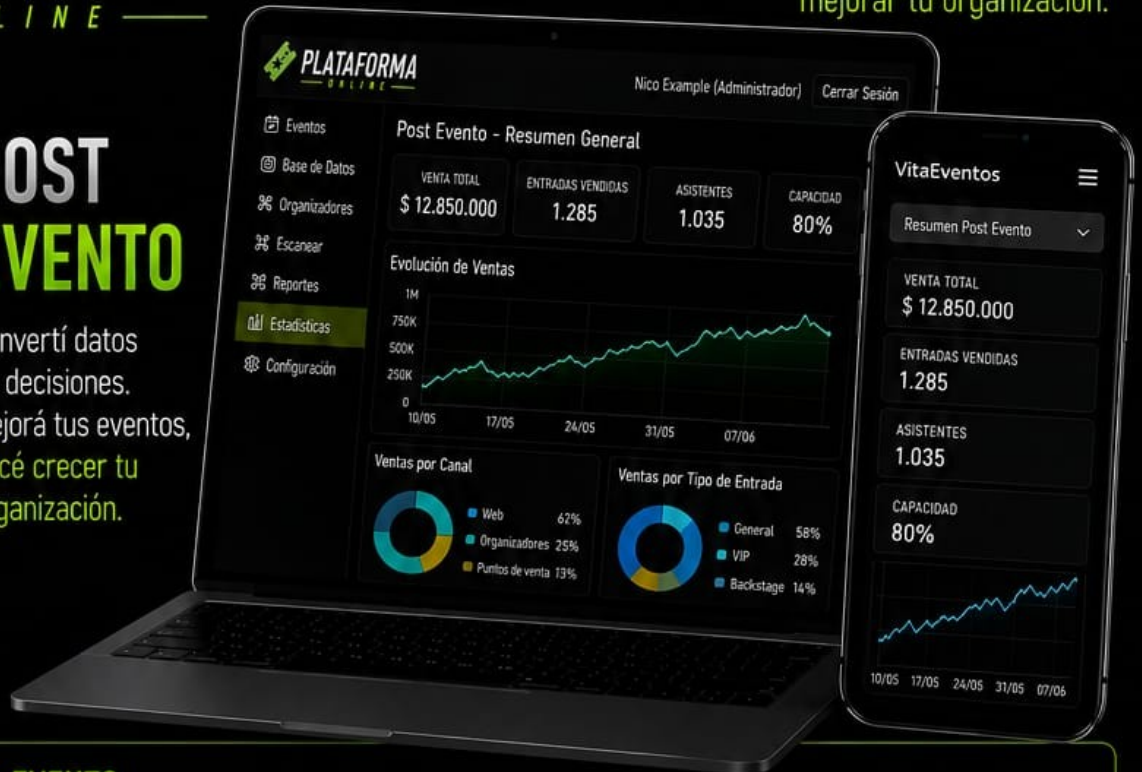 LINE
mejorar tu organización.
OST
VENTO
nvertí datos
decisiones.
ejorá tus eventos,
cé crecer tu
ganización.
PLATAFORMA
ONLINE
Nico Example (Administrador)
Cerrar Sesión
Eventos
Base de Datos
Organizadores
Escanear
Reportes
Estadísticas
Configuración
Post Evento - Resumen General
VENTA TOTAL
$ 12.850.000
ENTRADAS VENDIDAS
1.285
ASISTENTES
1.035
CAPACIDAD
80%
Evolución de Ventas
1M
750K
500K
250K
0
10/05 17/05 24/05 31/05 07/06
Ventas por Canal
Web 62%
Organizadores 25%
Puntos de venta 13%
Ventas por Tipo de Entrada
General 58%
VIP 28%
Backstage 14%
VitaEventos
Resumen Post Evento
VENTA TOTAL
$ 12.850.000
ENTRADAS VENDIDAS
1.285
ASISTENTES
1.035
CAPACIDAD
80%
10/05 17/05 24/05 31/05 07/06